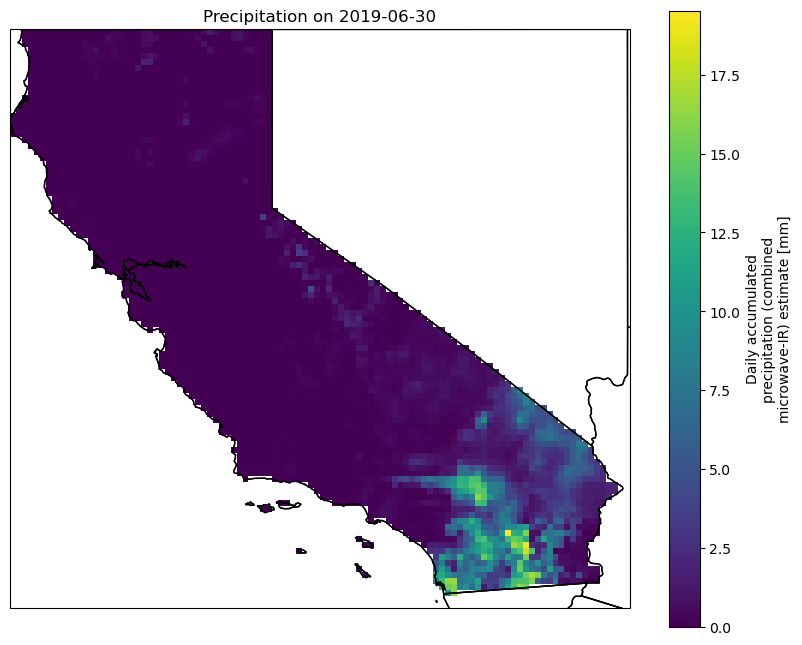 Precipitation on 2019-06-30
17.5
15.0
12.5
10.0
7.5
5.0
2.5
0.0
Daily accumulated
precipitation (combined
microwave-IR) estimate [mm]